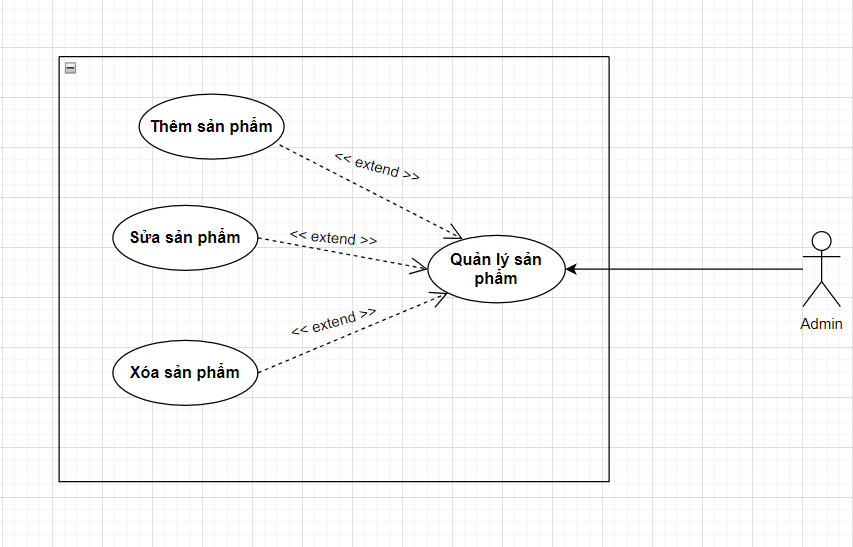 Thêm sản phẩm
<< extend >>
Sửa sản phẩm
<< extend >>
Quản lý sản
phẩm
<< extend >>
Xóa sản phẩm
Admin